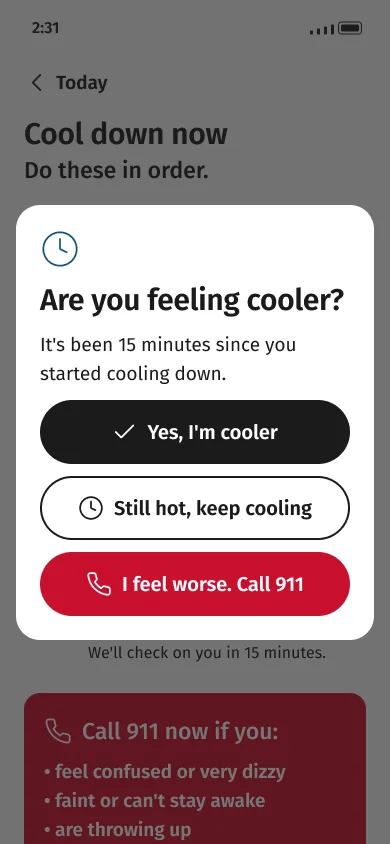 2:31
Today
Cool down now
Do these in order.
Are you feeling cooler?
It's been 15 minutes since you
started cooling down.
Yes, I'm cooler
Still hot, keep cooling
I feel worse. Call 911
We'll check on you in 15 minutes.
Call 911 now if you:
• feel confused or very dizzy
• faint or can't stay awake
• are throwing up